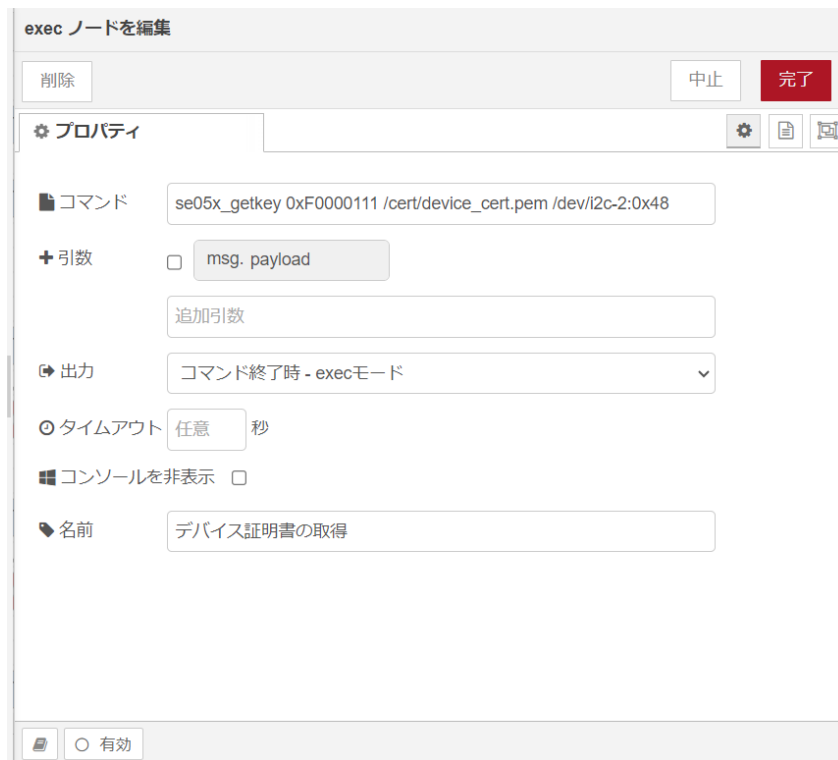 exec ノードを編集
削除
中止
完了
プロパティ
コマンド
se05x_getkey 0xF0000111 /cert/device_cert.pem /dev/i2c-2:0x48
引数
msg. payload
追加引数
出力
コマンド終了時 - execモード
タイムアウト
任意
秒
コンソールを非表示
名前
デバイス証明書の取得
有効